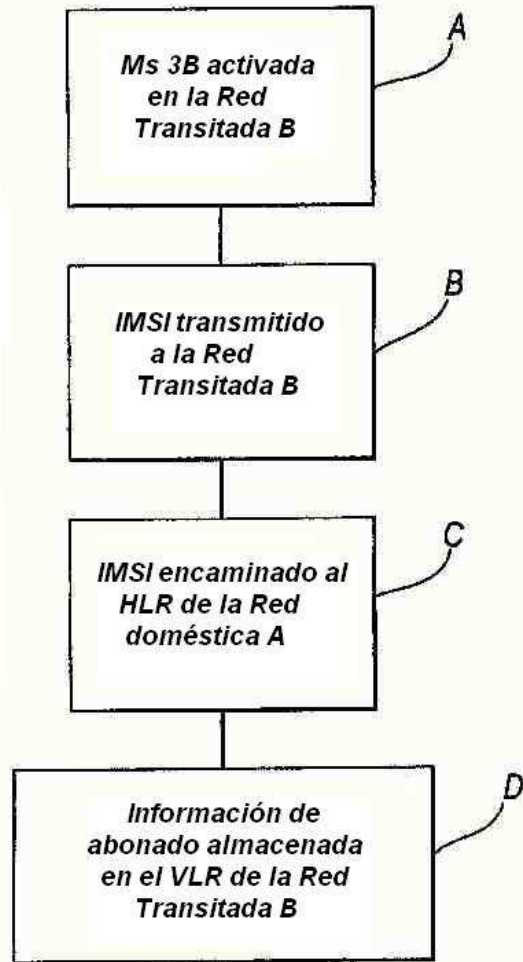 Ms 3B activada
en la Red
Transitada B
A
IMSI transmitido
a la Red
Transitada B
B
IMSI encaminado al
HLR de la Red
doméstica A
C
Información de
abonado almacenada
en el VLR de la Red
Transitada B
D